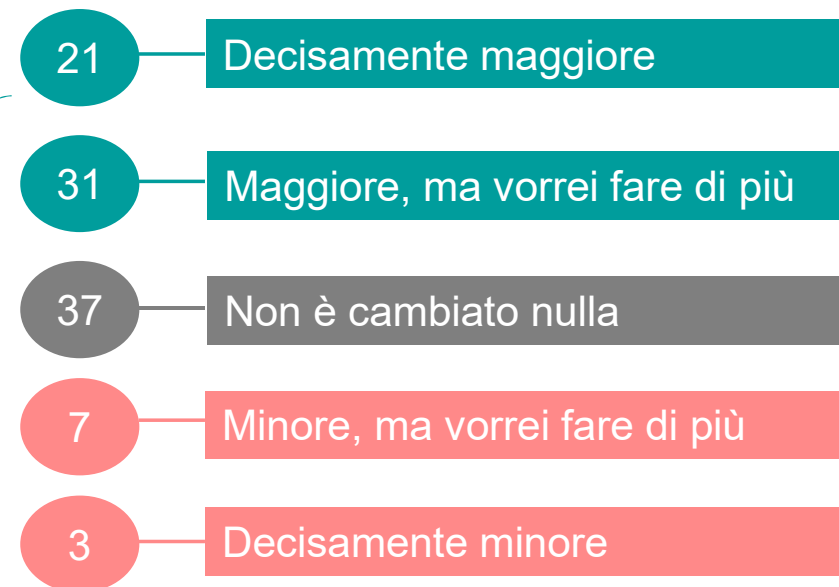 21 Decisamente maggiore
31 Maggiore, ma vorrei fare di più
37 Non è cambiato nulla
7 Minore, ma vorrei fare di più
3 Decisamente minore